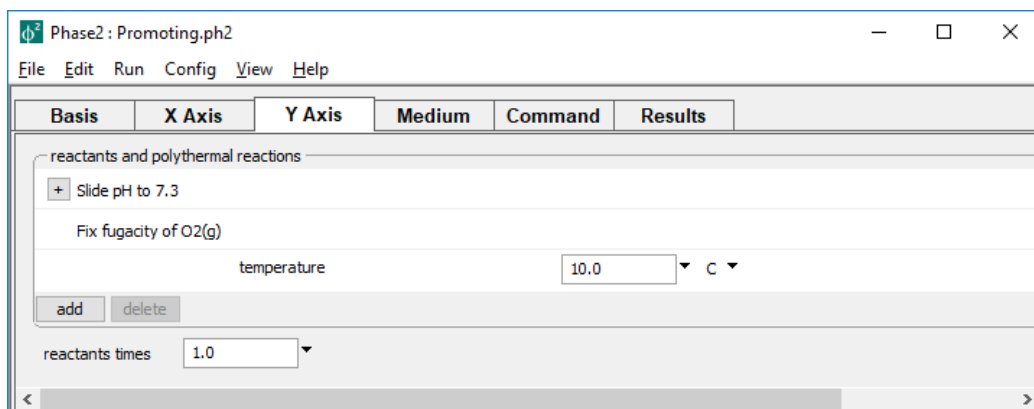 Phase2 : Promoting.ph2
File Edit Run Config View Help
Basis X Axis Y Axis Medium Command Results
reactants and polythermal reactions
+ Slide pH to 7.3
Fix fugacity of O2(g)
temperature 10.0 C
add delete
reactants times 1.0